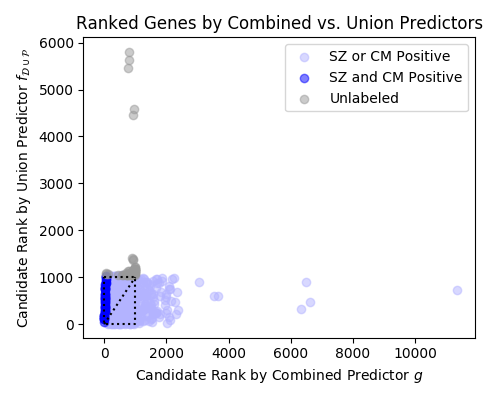 Ranked Genes by Combined vs. Union Predictors
SZ or CM Positive
SZ and CM Positive
Unlabeled
Candidate Rank by Union Predictor f_{𝒟∪𝒫}
6000
5000
4000
3000
2000
1000
0
0 2000 4000 6000 8000 10000
Candidate Rank by Combined Predictor g